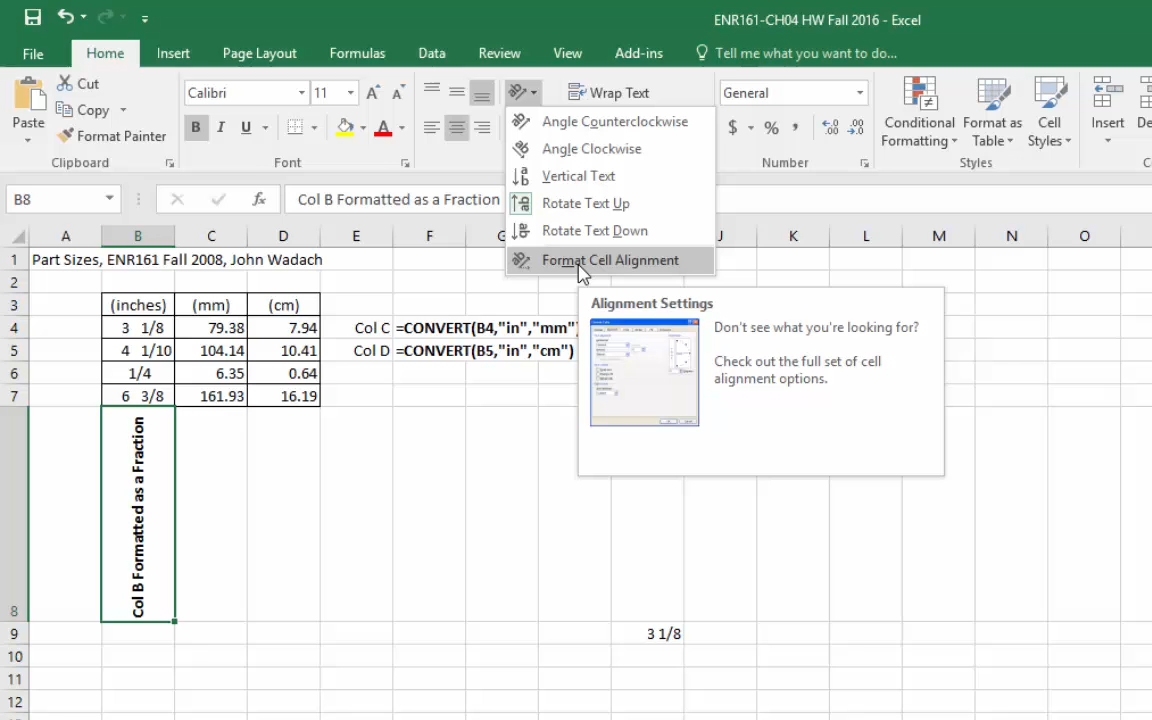 ENR161-CH04 HW Fall 2016 - Excel
File Home Insert Page Layout Formulas Data Review View Add-ins Tell me what you want to do...
Cut
Copy
Format Painter
Paste
Clipboard
Calibri 11
B I U
Font
Wrap Text
General
$ % ,
Number
Conditional Formatting
Format as Table
Cell Styles
Styles
Insert
Angle Counterclockwise
Angle Clockwise
Vertical Text
Rotate Text Up
Rotate Text Down
Format Cell Alignment
Alignment Settings
Don't see what you're looking for?
Check out the full set of cell
alignment options.
B8 fx Col B Formatted as a Fraction
A B C D E F G J K L M N O
1 Part Sizes, ENR161 Fall 2008, John Wadach
2
3 (inches) (mm) (cm)
4 3 1/8 79.38 7.94 Col C =CONVERT(B4,"in","mm")
5 4 1/10 104.14 10.41 Col D =CONVERT(B5,"in","cm")
6 1/4 6.35 0.64
7 6 3/8 161.93 16.19
8 Col B Formatted as a Fraction
9 3 1/8
10
11
12